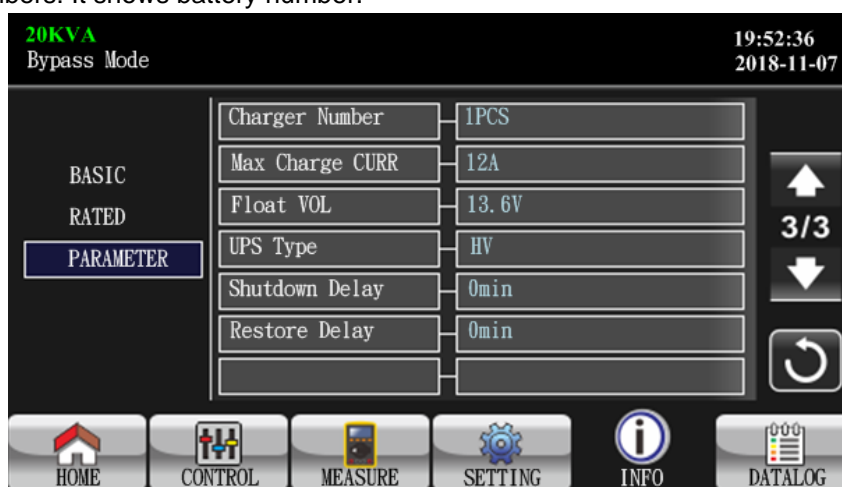 It shows battery number.
20KVA
19:52:36
Bypass Mode
2018-11-07
Charger Number 1PCS
Max Charge CURR 12A
BASIC
Float VOL 13.6V
RATED
3/3
UPS Type HV
PARAMETER
Shutdown Delay 0min
Restore Delay 0min
HOME CONTROL MEASURE SETTING INFO DATALOG